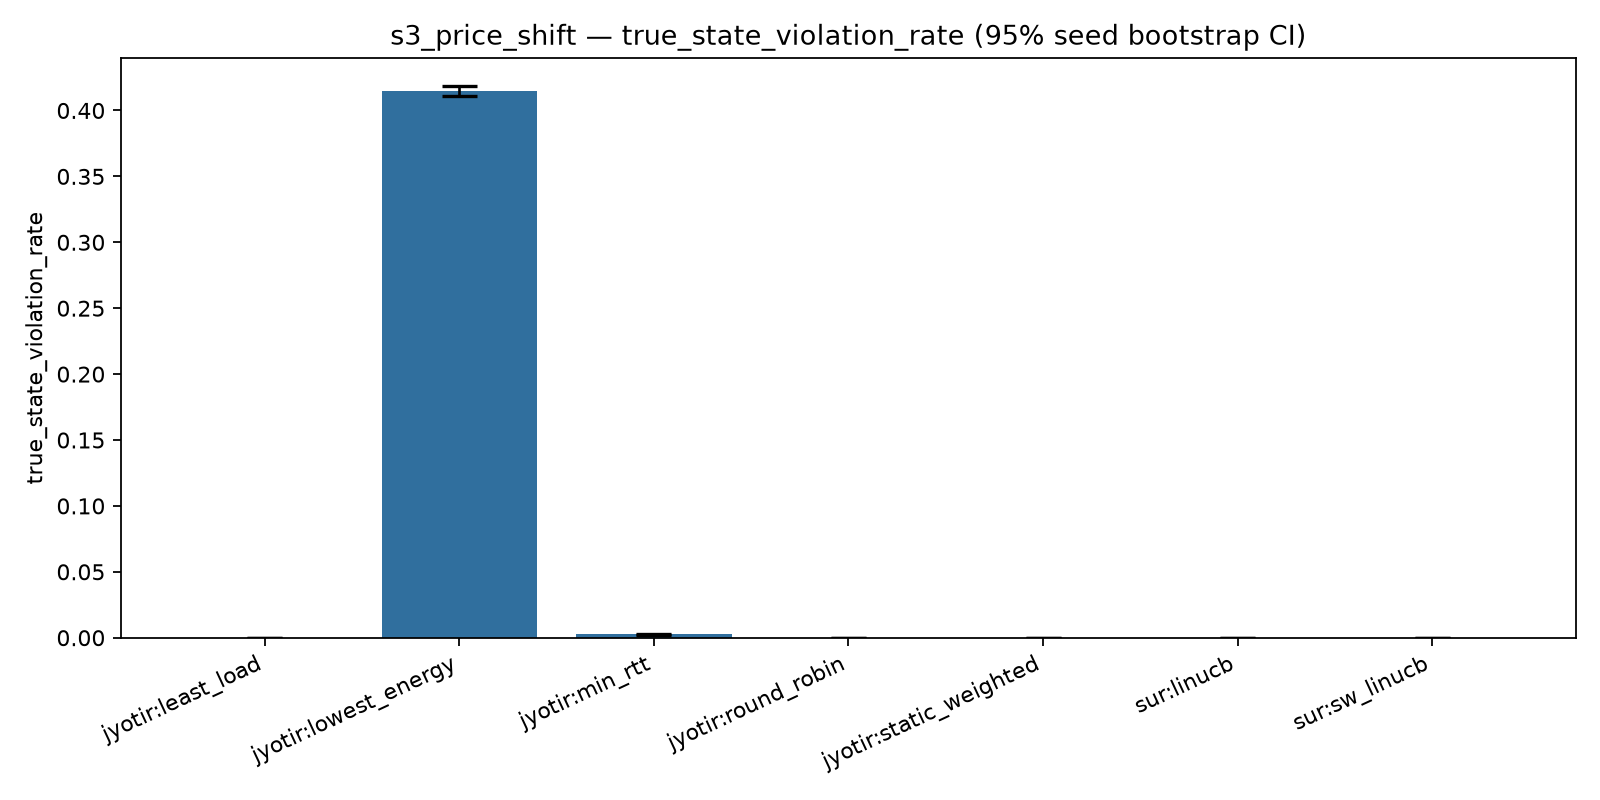 s3_price_shift — true_state_violation_rate (95% seed bootstrap CI)
true_state_violation_rate
0.40
0.35
0.30
0.25
0.20
0.15
0.10
0.05
0.00
jyotir:least_load
jyotir:lowest_energy
jyotir:min_rtt
jyotir:round_robin
jyotir:static_weighted
sur:linucb
sur:sw_linucb